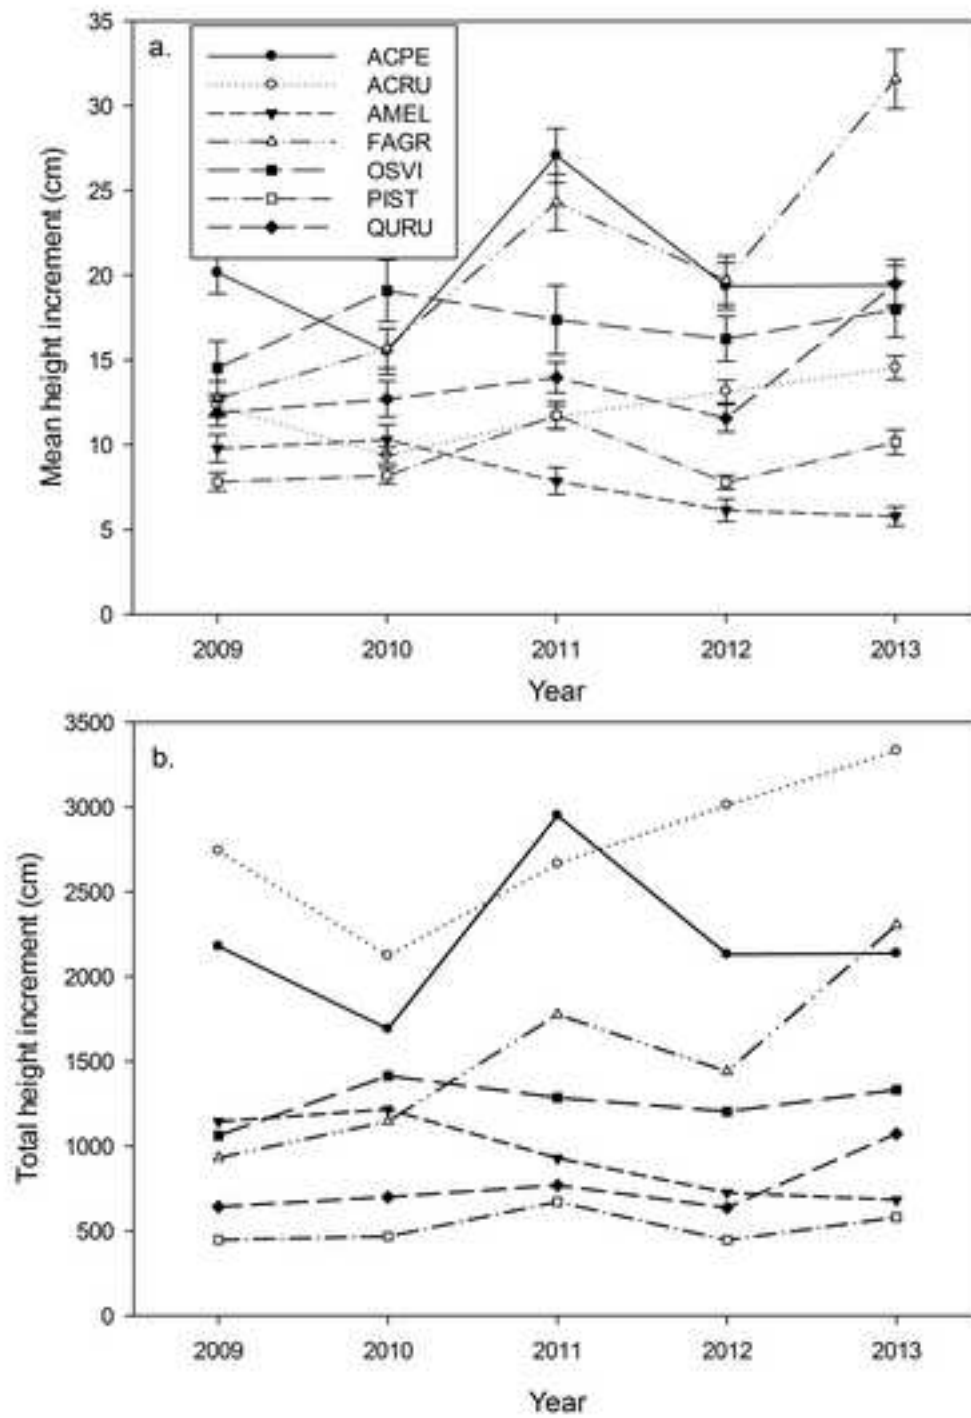 35
30
25
20
15
10
5
0
Mean height increment (cm)
a.
ACPE
ACRU
AMEL
FAGR
OSVI
PIST
QURU
2009 2010 2011 2012 2013
Year
3500
3000
2500
2000
1500
1000
500
0
Total height increment (cm)
b.
2009 2010 2011 2012 2013
Year